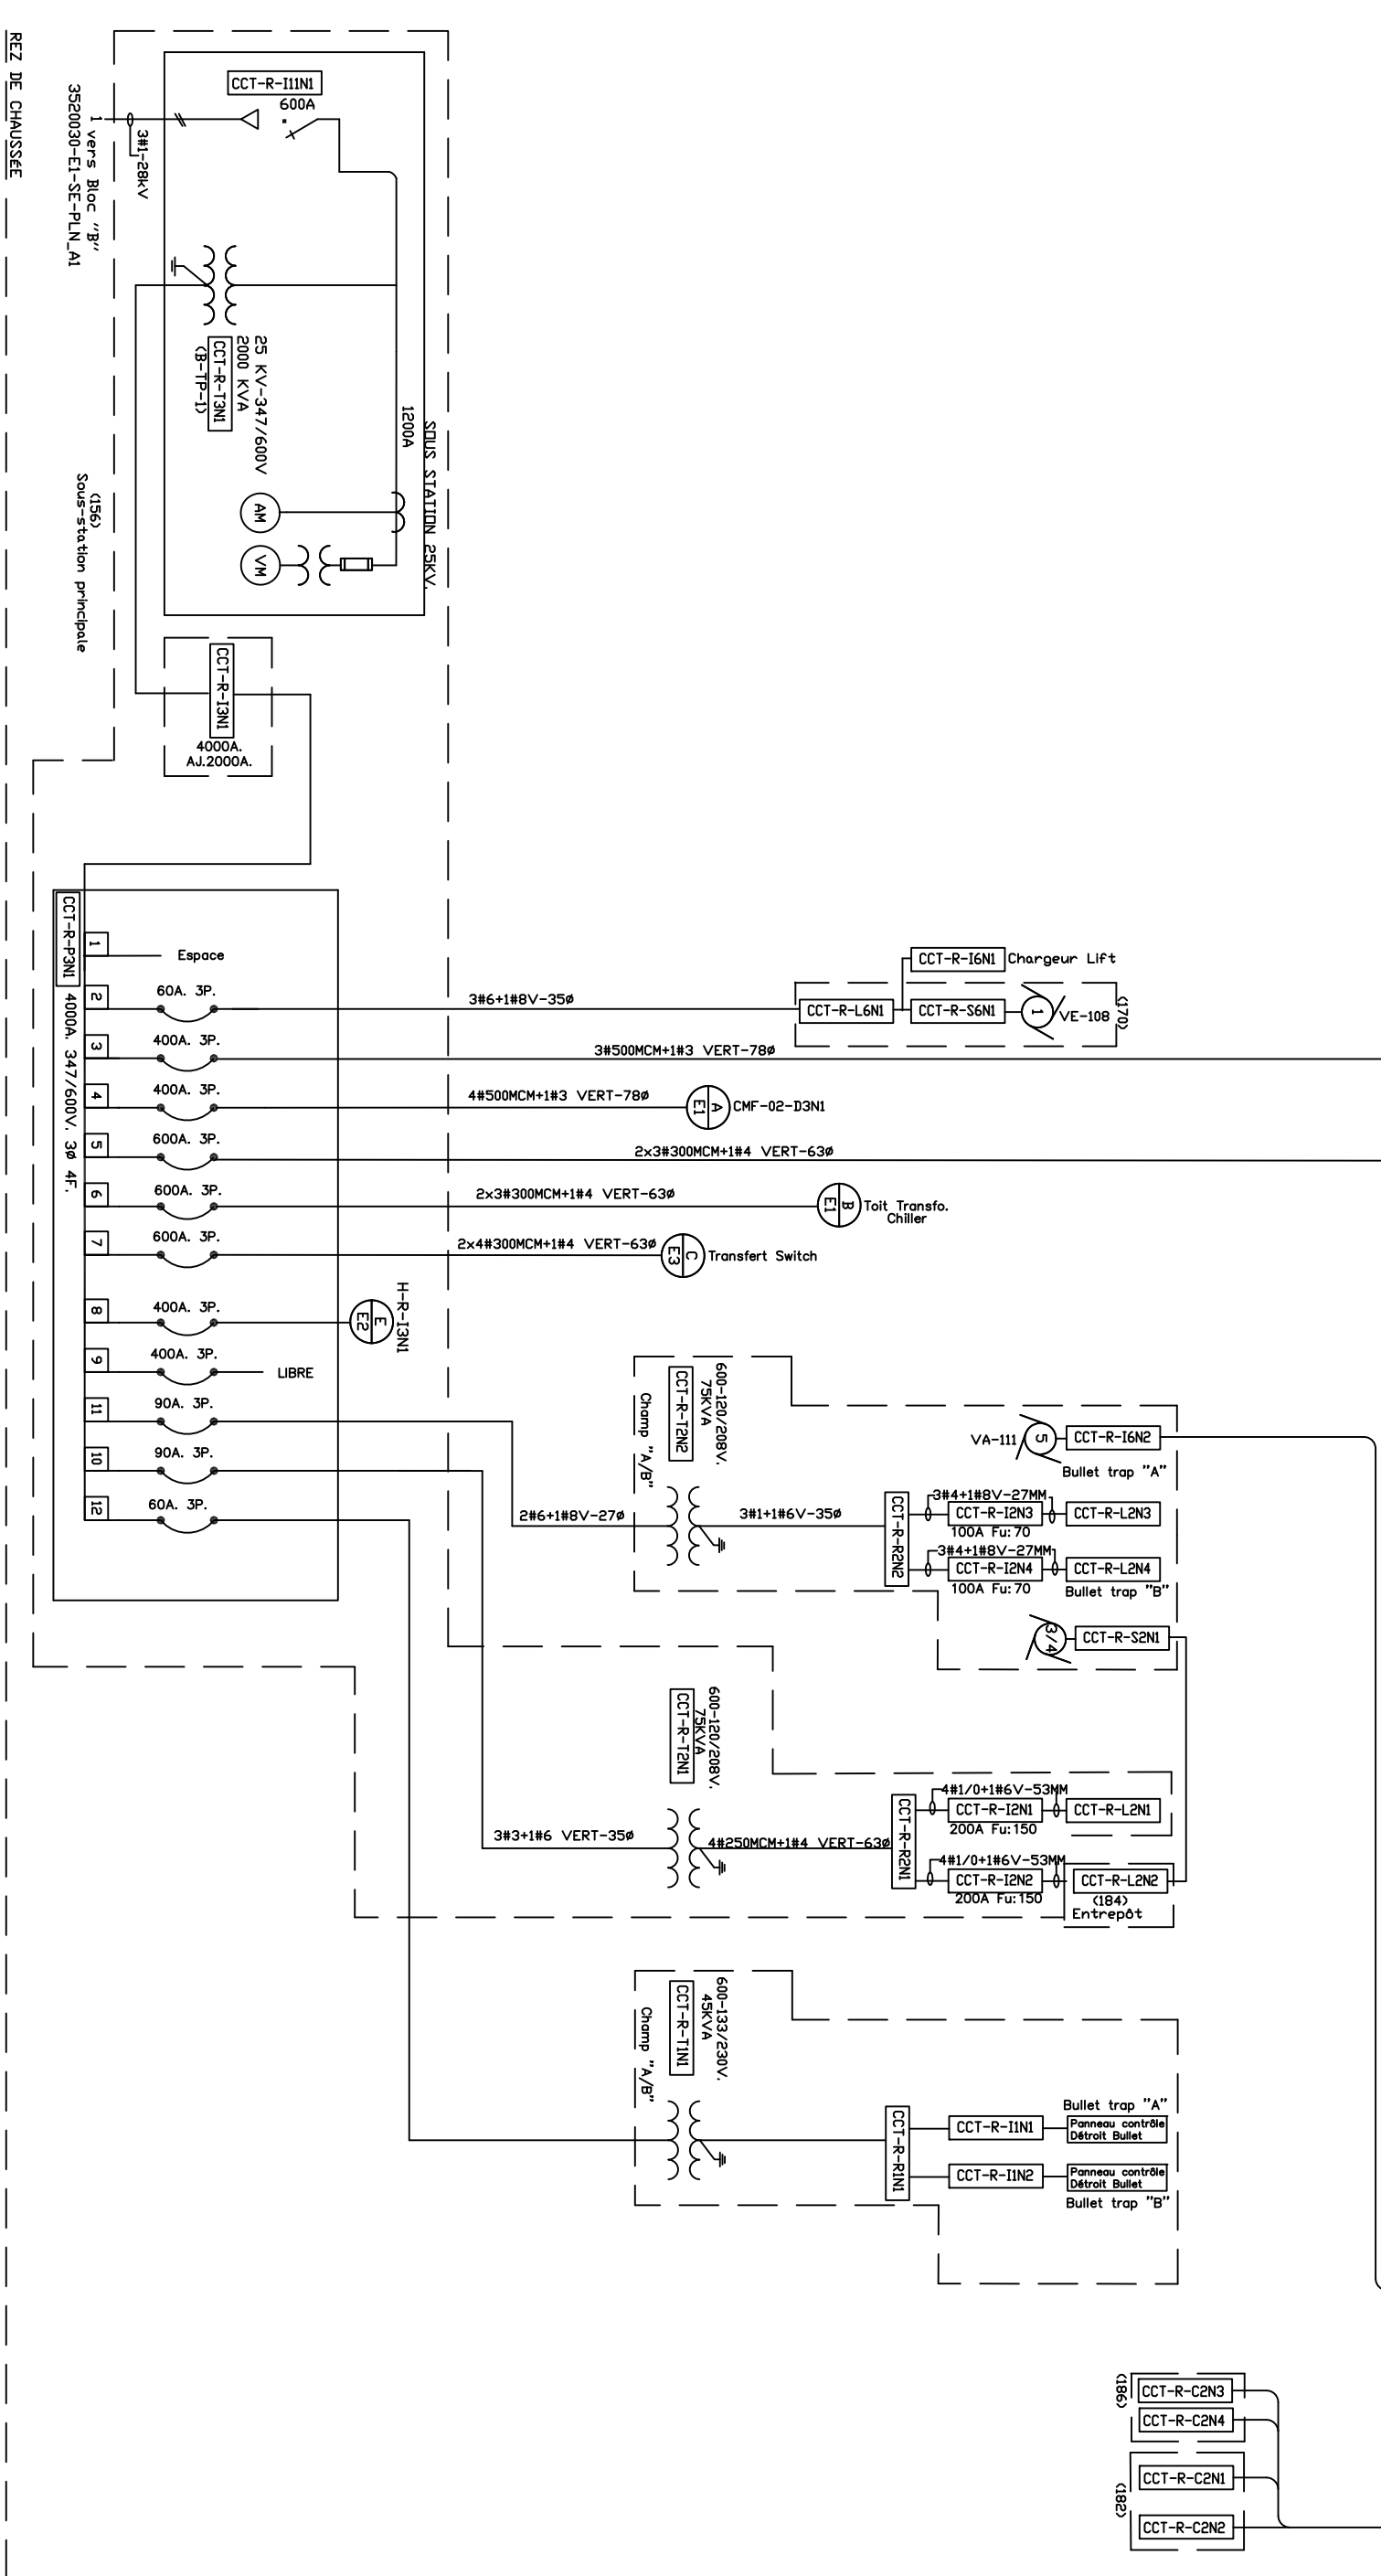 REZ DE CHAUSSÉE
1 vers Bloc "B"
3520030-E1-SE-PLN_A1
3#1-28kV
CCT-R-I11N1
600A
25 KV-347/600V
2000 KVA
CCT-R-T3N1
(B-TP-1)
1200A
SOUS STATION 25KV.
AM
VM
(156)
Sous-station principale
CCT-R-I3N1
4000A.
AJ.2000A.
CCT-R-P3N1
4000A. 347/600V. 3ø 4F.
1
Espace
2
60A. 3P.
3#6+1#8V-35ø
CCT-R-L6N1
CCT-R-I6N1
Chargeur Lift
CCT-R-S6N1
1
VE-108
(170)
3
400A. 3P.
3#500MCM+1#3 VERT-78ø
4
400A. 3P.
4#500MCM+1#3 VERT-78ø
A
E1
CMF-02-D3N1
5
600A. 3P.
2x3#300MCM+1#4 VERT-63ø
6
600A. 3P.
2x3#300MCM+1#4 VERT-63ø
B
E1
Toit Transfo.
Chiller
7
600A. 3P.
2x4#300MCM+1#4 VERT-63ø
C
E3
Transfert Switch
8
400A. 3P.
E
E2
H-R-I3N1
9
400A. 3P.
LIBRE
11
90A. 3P.
10
90A. 3P.
12
60A. 3P.
600-120/208V.
75KVA
CCT-R-T2N2
Champ "A/B"
2#6+1#8V-27ø
3#1+1#6V-35ø
CCT-R-R2N2
VA-111
5
CCT-R-I6N2
Bullet trap "A"
3#4+1#8V-27MM
CCT-R-I2N3
100A Fu:70
CCT-R-L2N3
3#4+1#8V-27MM
CCT-R-I2N4
100A Fu:70
CCT-R-L2N4
Bullet trap "B"
3/4
CCT-R-S2N1
600-120/208V.
75KVA
CCT-R-T2N1
3#3+1#6 VERT-35ø
4#250MCM+1#4 VERT-63ø
CCT-R-R2N1
4#1/0+1#6V-53MM
CCT-R-I2N1
200A Fu:150
CCT-R-L2N1
4#1/0+1#6V-53MM
CCT-R-I2N2
200A Fu:150
CCT-R-L2N2
(184)
Entrepôt
600-133/230V.
45KVA
CCT-R-T1N1
Champ "A/B"
CCT-R-R1N1
Bullet trap "A"
CCT-R-I1N1
Panneau contrôle
Détroit Bullet
CCT-R-I1N2
Panneau contrôle
Détroit Bullet
Bullet trap "B"
(186)
CCT-R-C2N3
CCT-R-C2N4
(182)
CCT-R-C2N1
CCT-R-C2N2